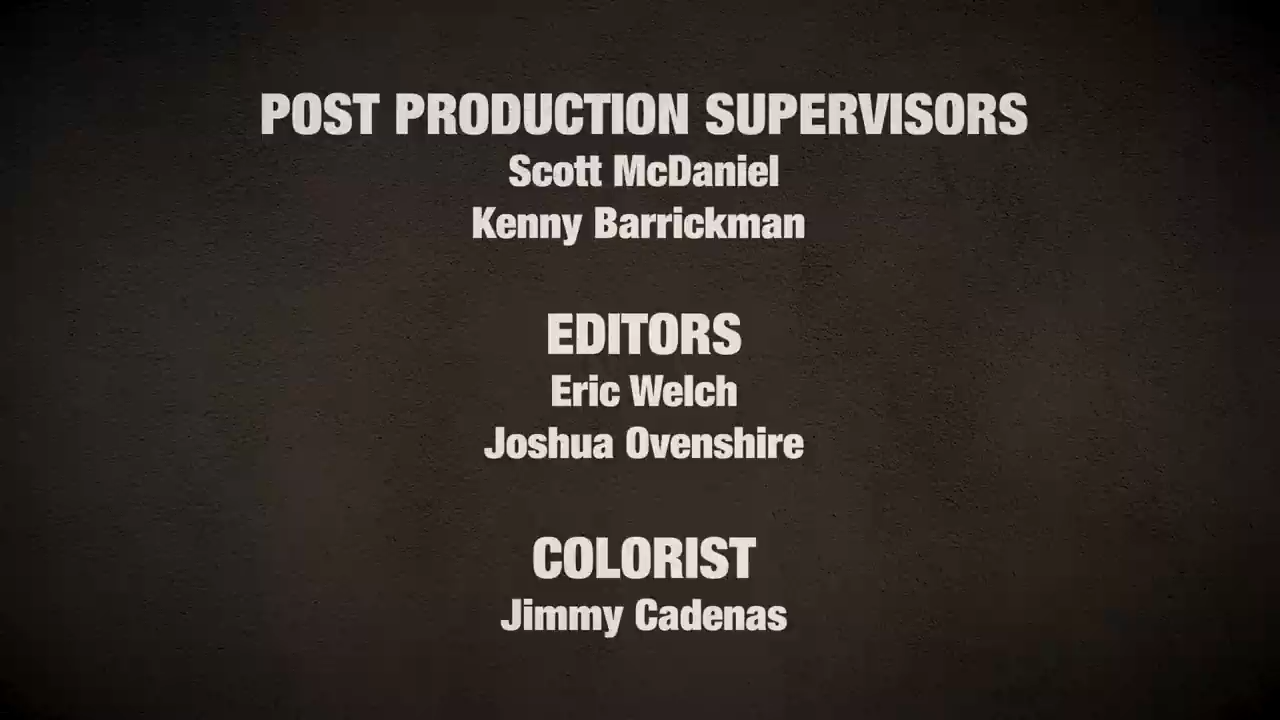 POST PRODUCTION SUPERVISORS
Scott McDaniel
Kenny Barrickman
EDITORS
Eric Welch
Joshua Ovenshire
COLORIST
Jimmy Cadenas